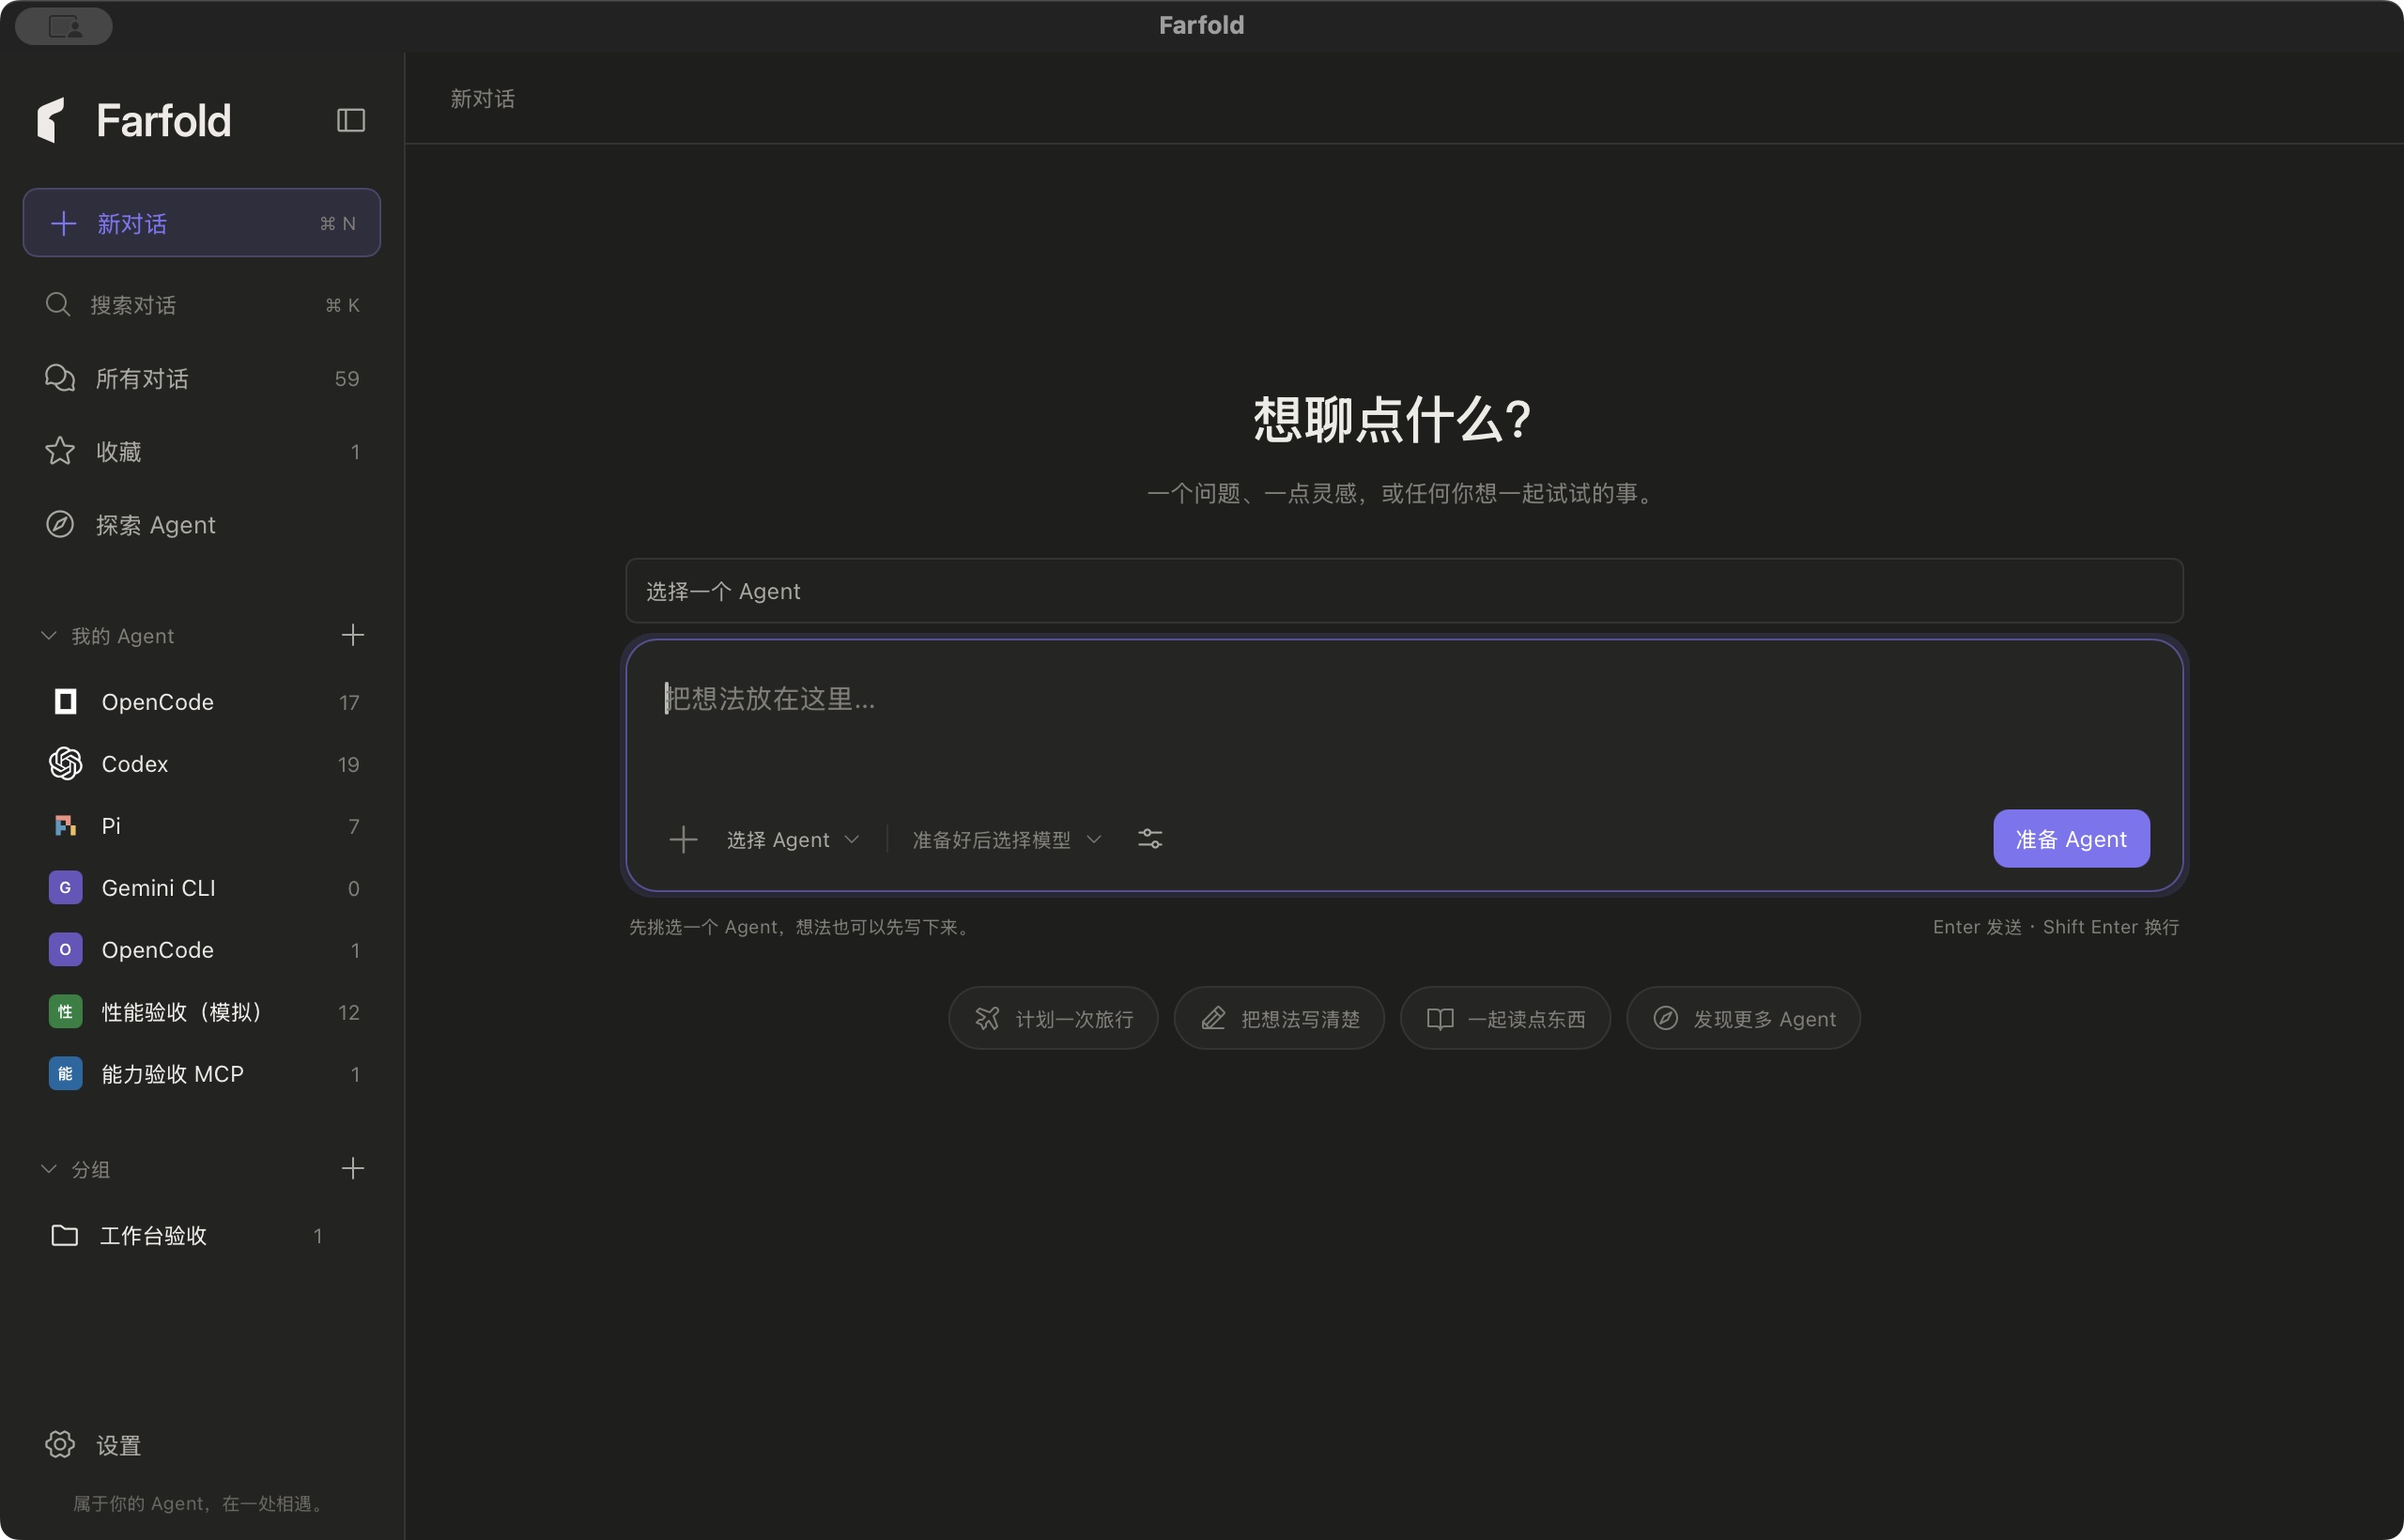 Farfold
Farfold
新对话 ⌘ N
搜索对话 ⌘ K
所有对话 59
收藏 1
探索 Agent
我的 Agent
OpenCode 17
Codex 19
Pi 7
G Gemini CLI 0
O OpenCode 1
性 性能验收（模拟） 12
能 能力验收 MCP 1
分组
工作台验收 1
设置
属于你的 Agent，在一处相遇。
新对话
想聊点什么?
一个问题、一点灵感，或任何你想一起试试的事。
选择一个 Agent
把想法放在这里...
选择 Agent 准备好后选择模型 准备 Agent
先挑选一个 Agent，想法也可以先写下来。 Enter 发送 · Shift Enter 换行
计划一次旅行 把想法写清楚 一起读点东西 发现更多 Agent